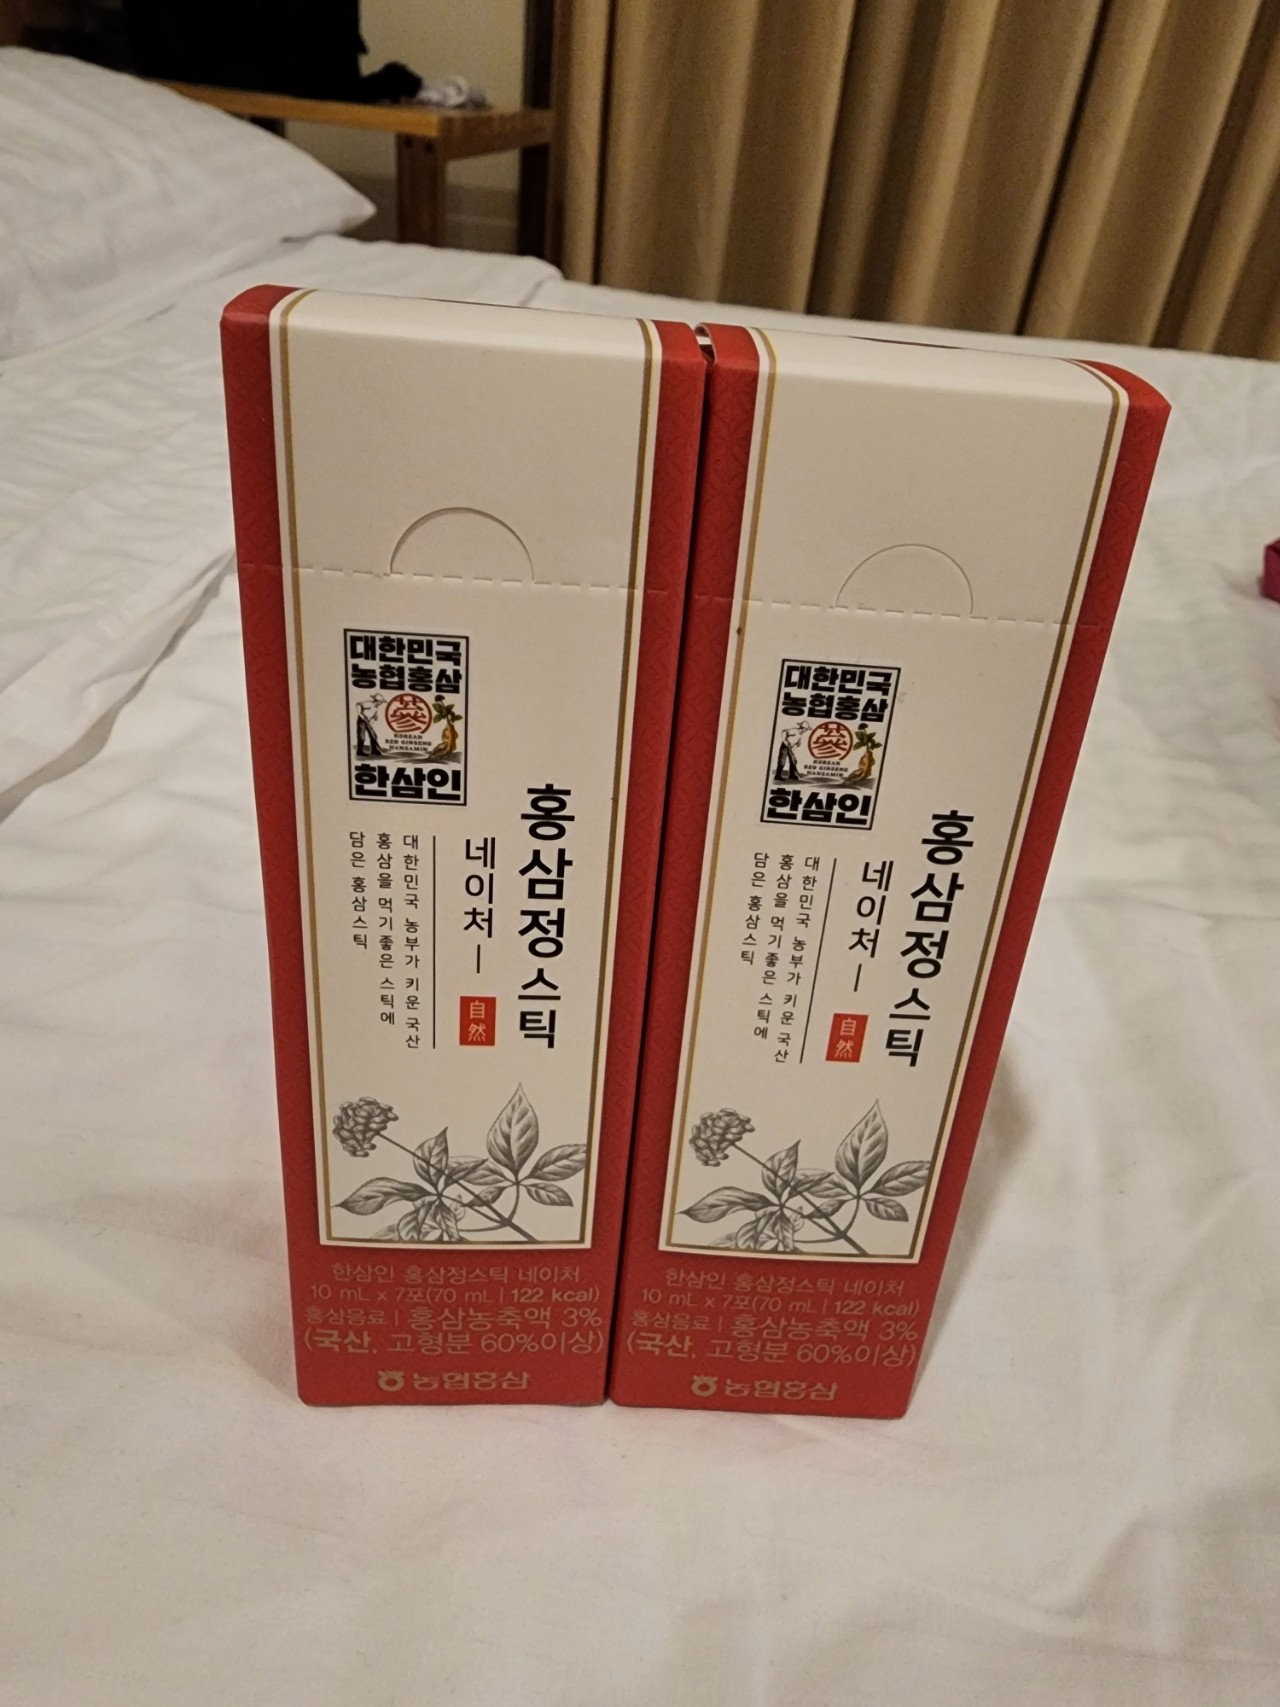 대한민국
농협홍삼
KOREAN
RED GINSENG
HANSAMIN
한삼인
홍삼정스틱
네이처
自然
대한민국 농부가 키운 국산
홍삼을 먹기좋은 스틱에
담은 홍삼스틱
한삼인 홍삼정스틱 네이처
10 mL x 7포(70 mL | 122 kcal)
홍삼음료 | 홍삼농축액 3%
(국산, 고형분 60%이상)
농협홍삼
대한민국
농협홍삼
KOREAN
RED GINSENG
HANSAMIN
한삼인
홍삼정스틱
네이처
自然
대한민국 농부가 키운 국산
홍삼을 먹기좋은 스틱에
담은 홍삼스틱
한삼인 홍삼정스틱 네이처
10 mL x 7포(70 mL | 122 kcal)
홍삼음료 | 홍삼농축액 3%
(국산, 고형분 60%이상)
농협홍삼